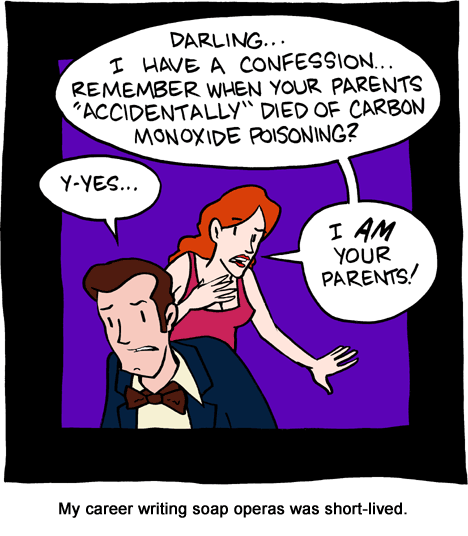 DARLING...
I HAVE A CONFESSION...
REMEMBER WHEN YOUR PARENTS
"ACCIDENTALLY" DIED OF CARBON
MONOXIDE POISONING?
Y-YES...
I AM
YOUR
PARENTS!
My career writing soap operas was short-lived.